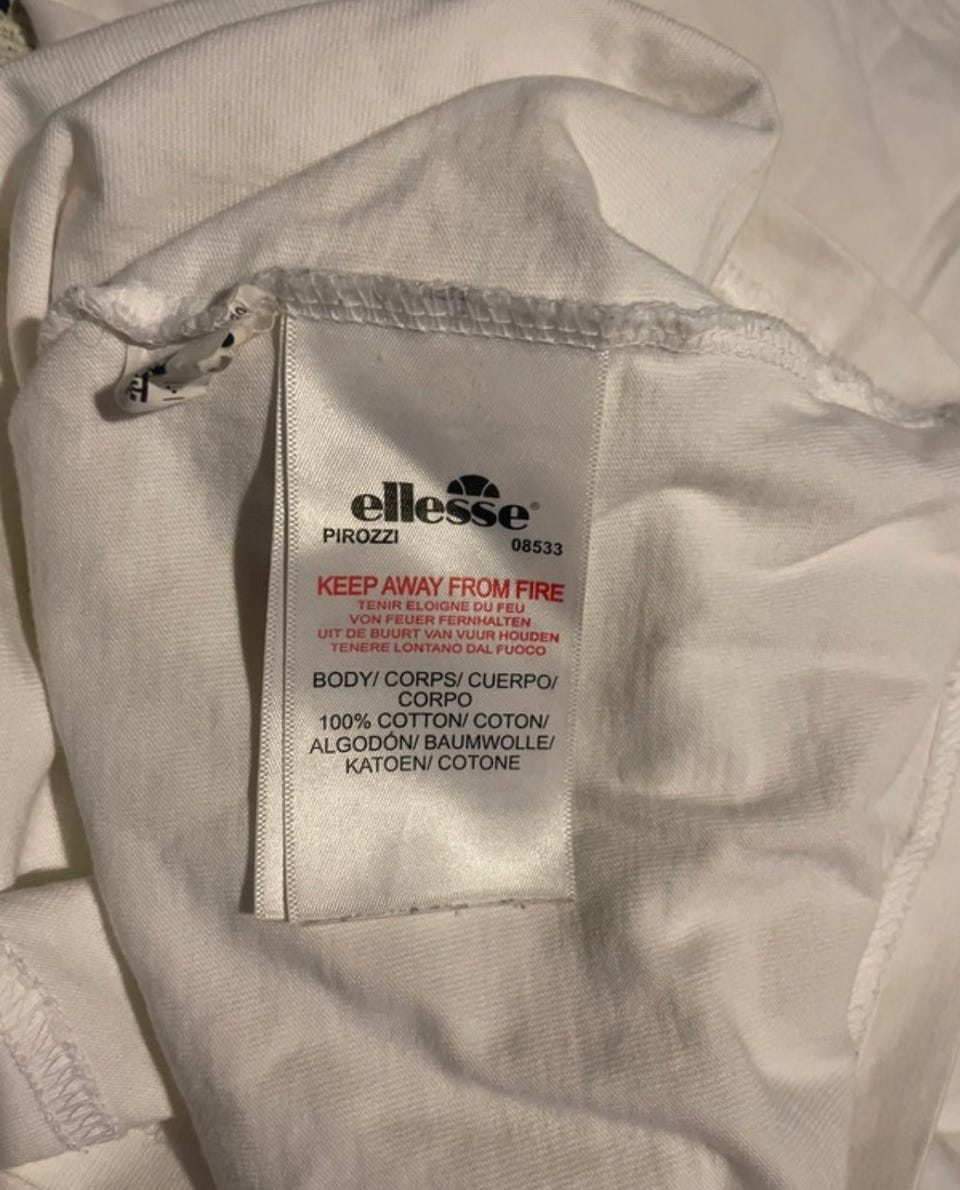 ellesse®
PIROZZI
08533
KEEP AWAY FROM FIRE
TENIR ELOIGNE DU FEU
VON FEUER FERNHALTEN
UIT DE BUURT VAN VUUR HOUDEN
TENERE LONTANO DAL FUOCO
BODY/ CORPS/ CUERPO/
CORPO
100% COTTON/ COTON/
ALGODÓN/ BAUMWOLLE/
KATOEN/ COTONE